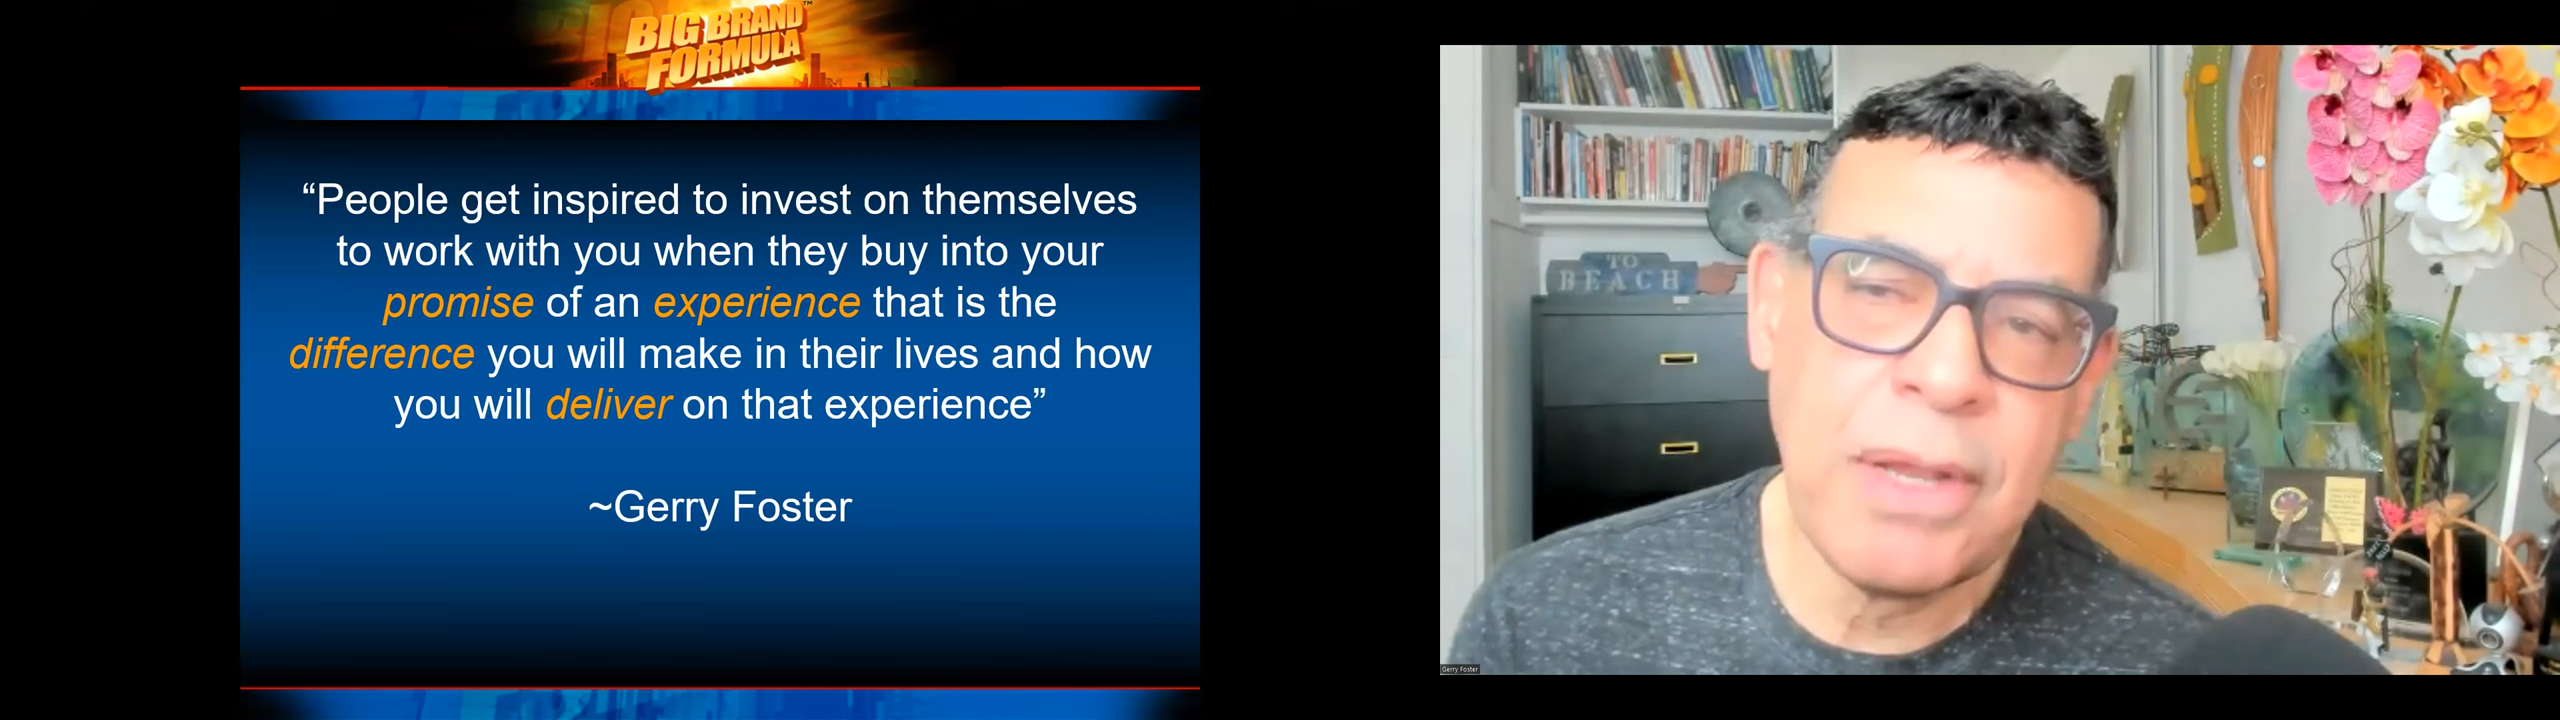 BIG BRAND
FORMULA™
“People get inspired to invest on themselves
to work with you when they buy into your
promise of an experience that is the
difference you will make in their lives and how
you will deliver on that experience”
~Gerry Foster
TO
BEACH
Gerry Foster